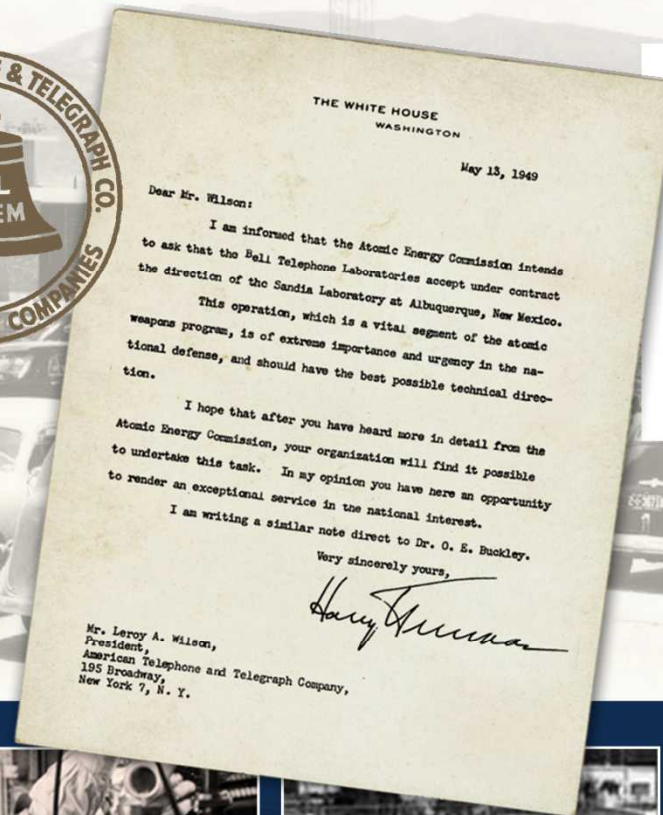 & TELEGRAPH CO.
COMPANIES
THE WHITE HOUSE
WASHINGTON
May 13, 1949
Dear Mr. Wilson:
I am informed that the Atomic Energy Commission intends
to ask that the Bell Telephone Laboratories accept under contract
the direction of the Sandia Laboratory at Albuquerque, New Mexico.
This operation, which is a vital segment of the atomic
weapons program, is of extreme importance and urgency in the na-
tional defense, and should have the best possible technical direc-
tion.
I hope that after you have heard more in detail from the
Atomic Energy Commission, your organization will find it possible
to undertake this task. In my opinion you have here an opportunity
to render an exceptional service in the national interest.
I am writing a similar note direct to Dr. O. E. Buckley.
Very sincerely yours,
Harry Truman
Mr. Leroy A. Wilson,
President,
American Telephone and Telegraph Company,
195 Broadway,
New York 7, N. Y.